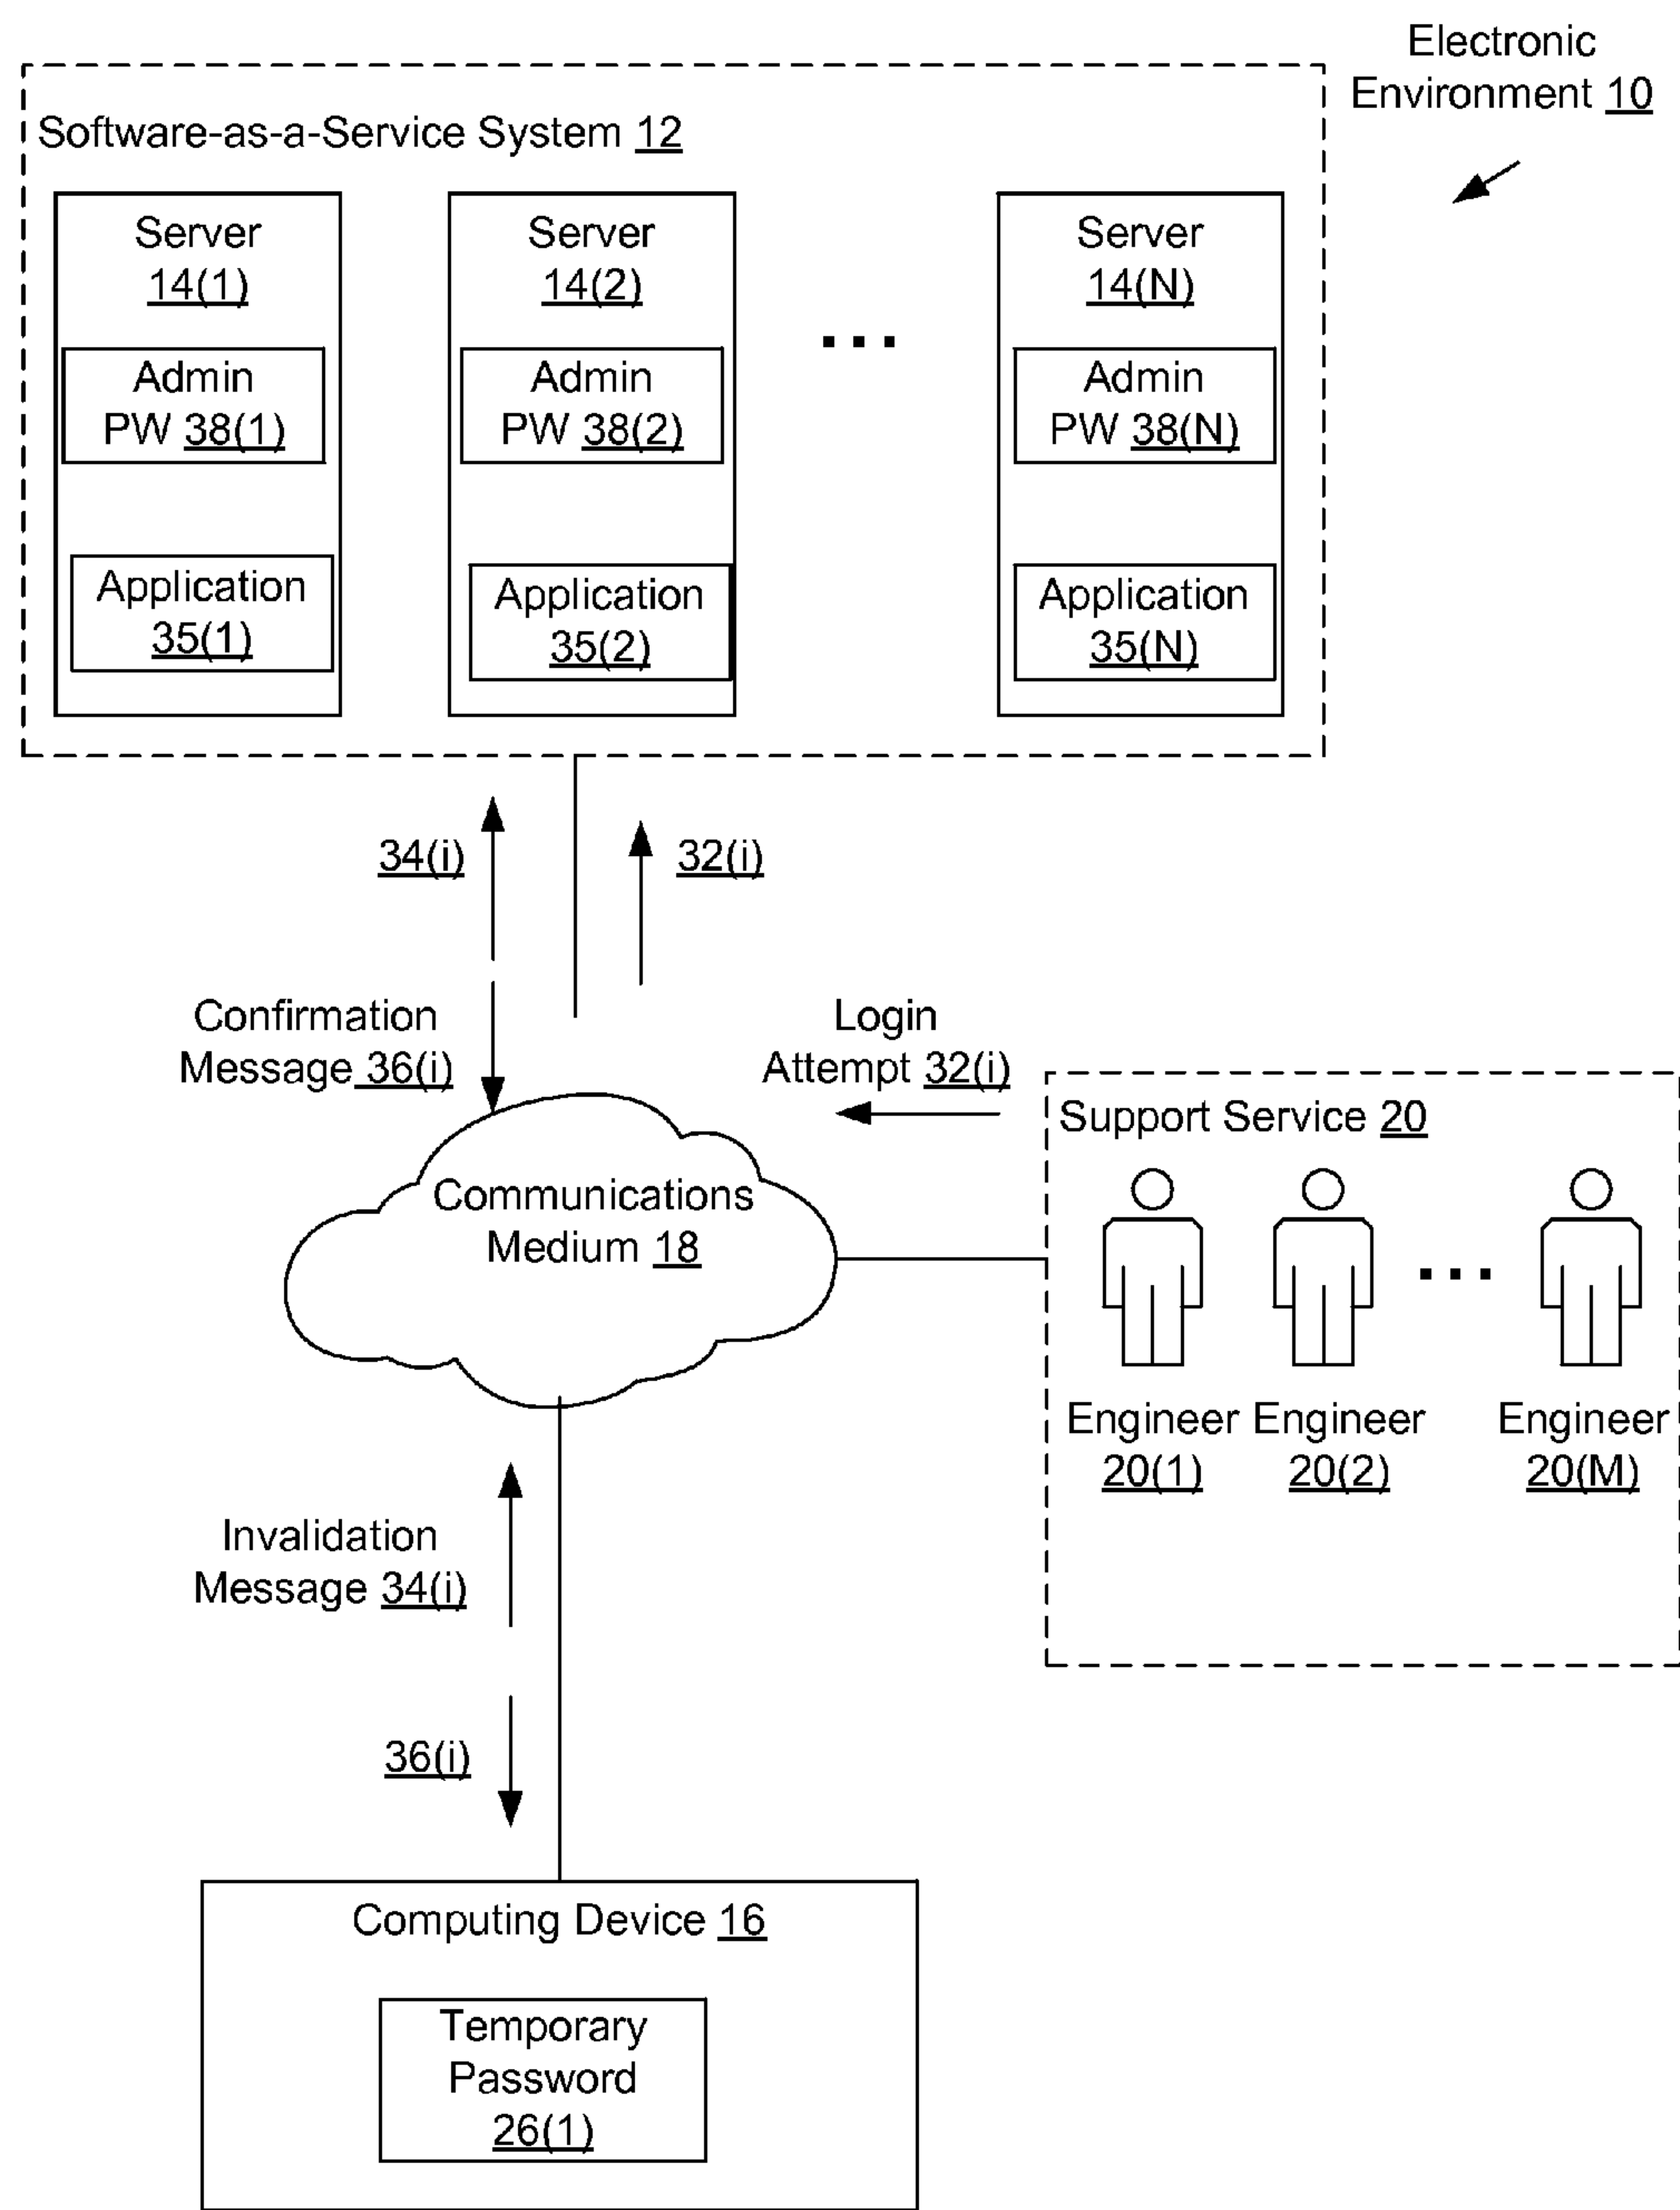 Electronic
Environment 10
Software-as-a-Service System 12
Server
14(1)
Admin
PW 38(1)
Application
35(1)
Server
14(2)
Admin
PW 38(2)
Application
35(2)
...
Server
14(N)
Admin
PW 38(N)
Application
35(N)
34(i)
32(i)
Confirmation
Message 36(i)
Login
Attempt 32(i)
Communications
Medium 18
Support Service 20
...
Engineer
20(1)
Engineer
20(2)
Engineer
20(M)
Invalidation
Message 34(i)
36(i)
Computing Device 16
Temporary
Password
26(1)